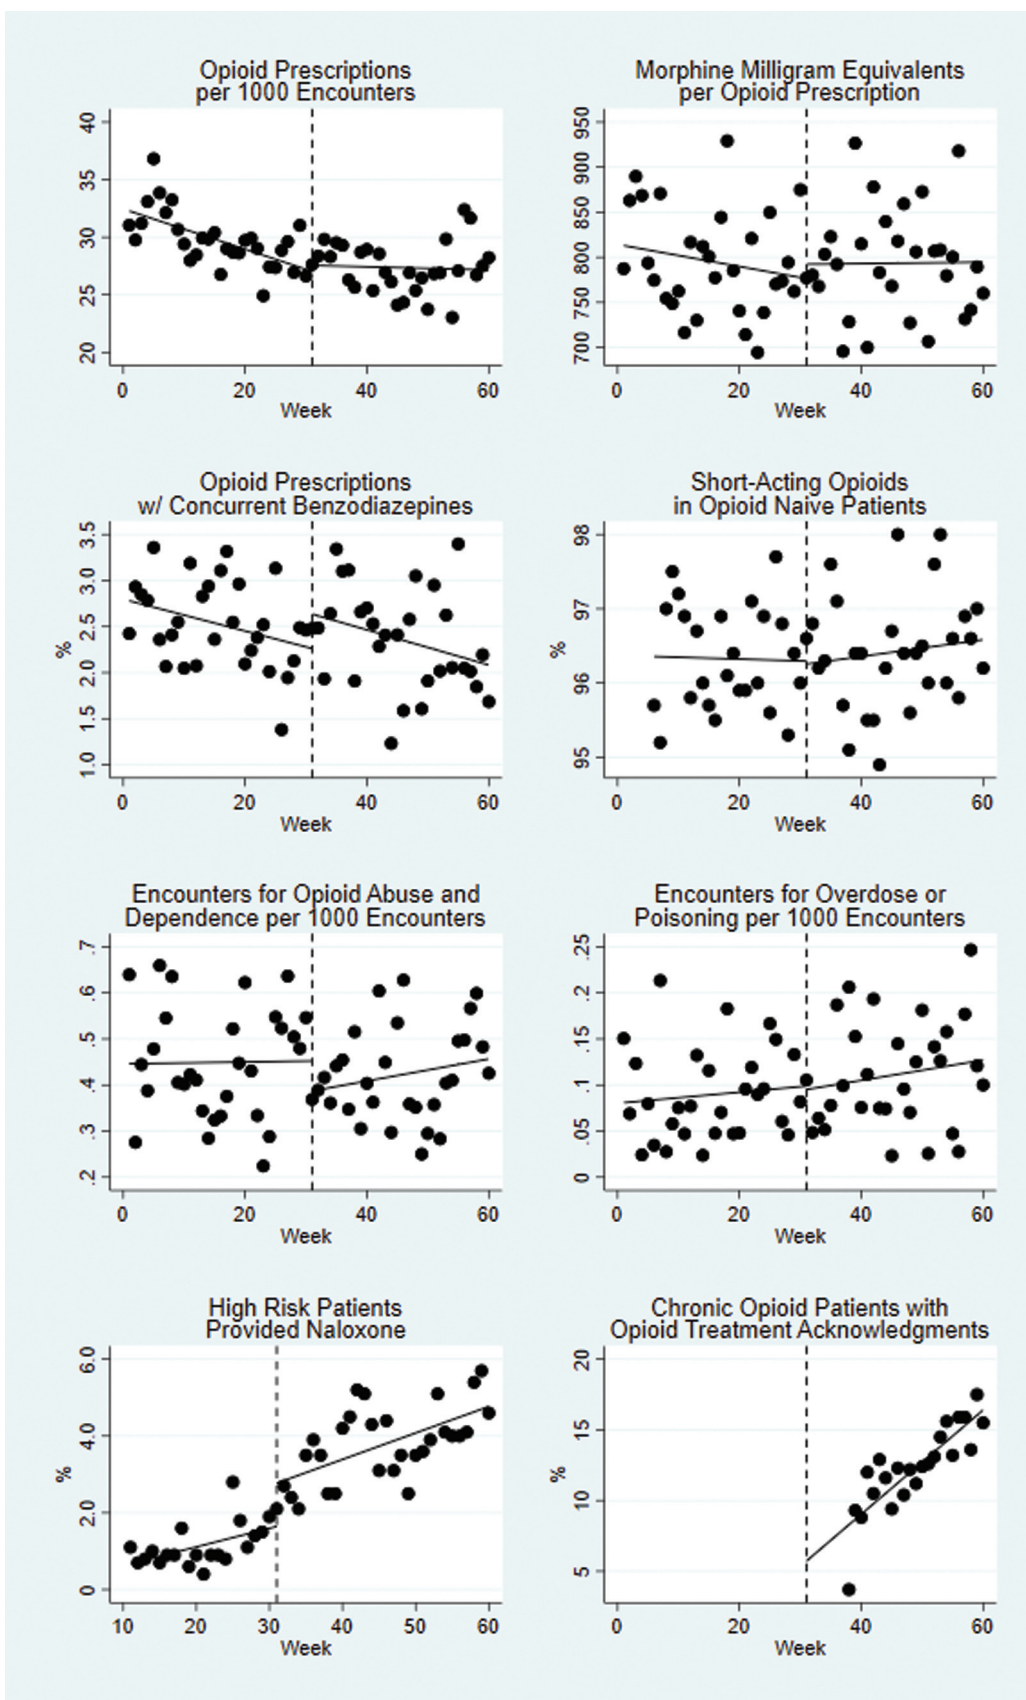 Opioid Prescriptions
per 1000 Encounters
40
35
30
25
20
0 20 40 60
Week
Morphine Milligram Equivalents
per Opioid Prescription
950
900
850
800
750
700
0 20 40 60
Week
Opioid Prescriptions
w/ Concurrent Benzodiazepines
3.5
3.0
2.5
2.0
1.5
1.0
%
0 20 40 60
Week
Short-Acting Opioids
in Opioid Naive Patients
98
97
96
95
%
0 20 40 60
Week
Encounters for Opioid Abuse and
Dependence per 1000 Encounters
.7
.6
.5
.4
.3
.2
0 20 40 60
Week
Encounters for Overdose or
Poisoning per 1000 Encounters
.25
.2
.15
.1
.05
0
0 20 40 60
Week
High Risk Patients
Provided Naloxone
6.0
4.0
2.0
0
%
10 20 30 40 50 60
Week
Chronic Opioid Patients with
Opioid Treatment Acknowledgments
20
15
10
5
%
0 20 40 60
Week